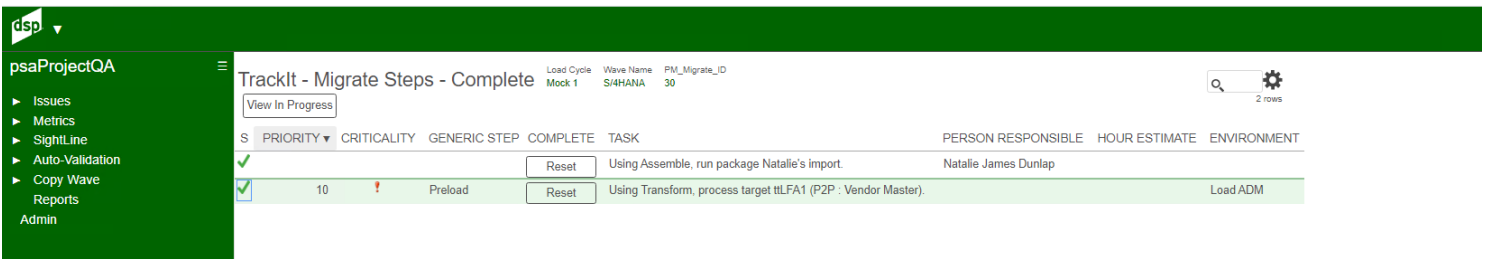 dsp
psaProjectQA
Issues
Metrics
SightLine
Auto-Validation
Copy Wave
Reports
Admin
TrackIt - Migrate Steps - Complete
Load Cycle Wave Name PM_Migrate_ID
Mock 1 S/4HANA 30
View In Progress
2 rows
S PRIORITY CRITICALITY GENERIC STEP COMPLETE TASK PERSON RESPONSIBLE HOUR ESTIMATE ENVIRONMENT
Reset Using Assemble, run package Natalie's import. Natalie James Dunlap
10 Preload Reset Using Transform, process target ttLFA1 (P2P : Vendor Master). Load ADM